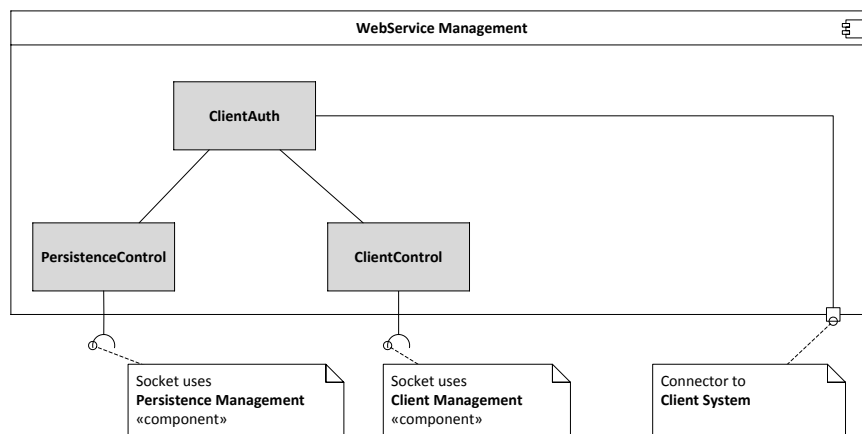 WebService Management
ClientAuth
PersistenceControl
ClientControl
Socket uses
Persistence Management
«component»
Socket uses
Client Management
«component»
Connector to
Client System